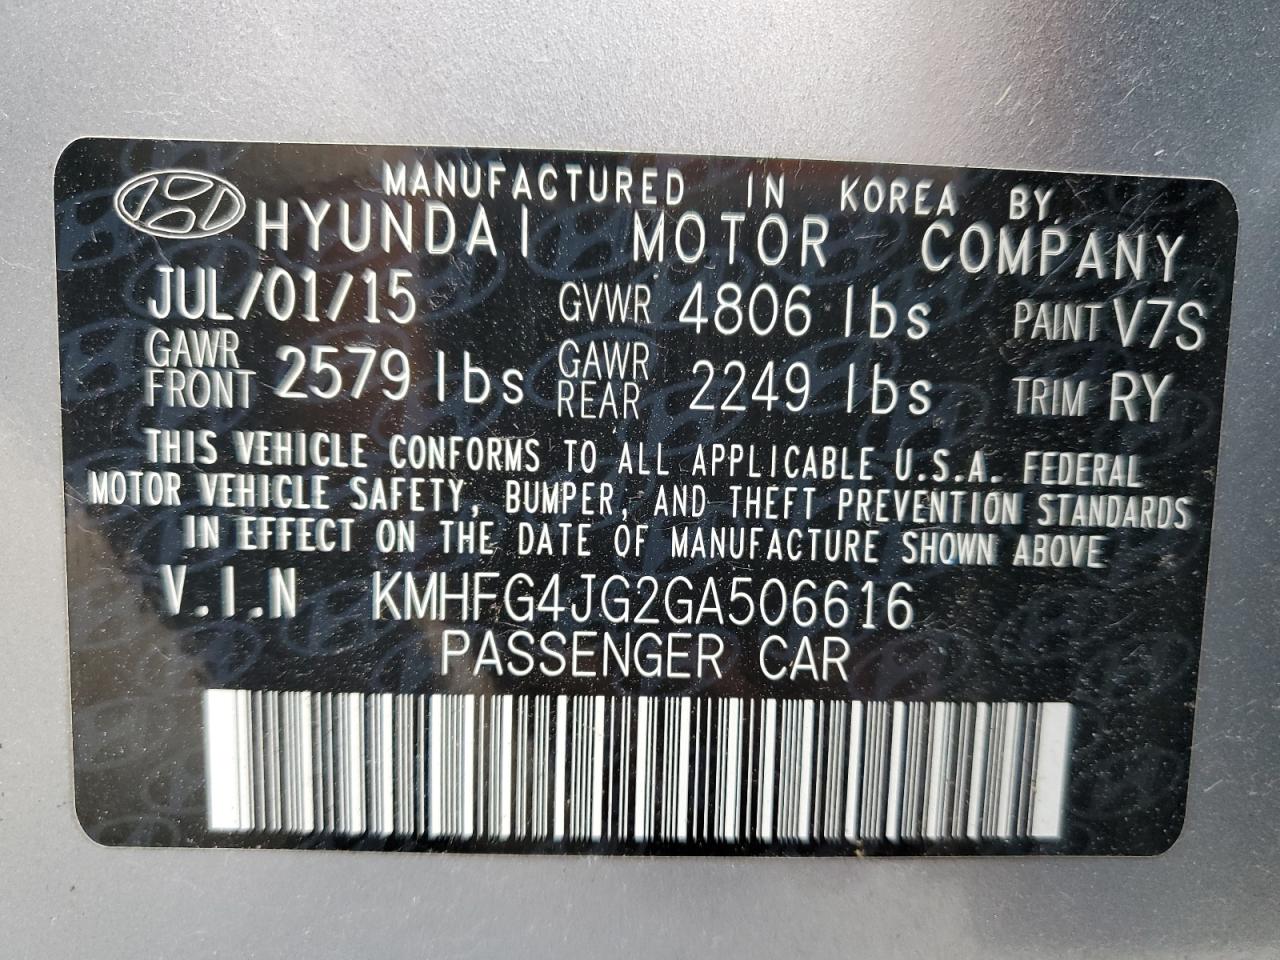 MANUFACTURED IN KOREA BY.
HYUNDAI MOTOR COMPANY
JUL/01/15 GVWR 4806 lbs PAINT V7S
GAWR FRONT 2579 lbs GAWR REAR 2249 lbs TRIM RY
THIS VEHICLE CONFORMS TO ALL APPLICABLE U.S.A. FEDERAL
MOTOR VEHICLE SAFETY, BUMPER, AND THEFT PREVENTION STANDARDS
IN EFFECT ON THE DATE OF MANUFACTURE SHOWN ABOVE
V.I.N KMHFG4JG2GA506616
PASSENGER CAR